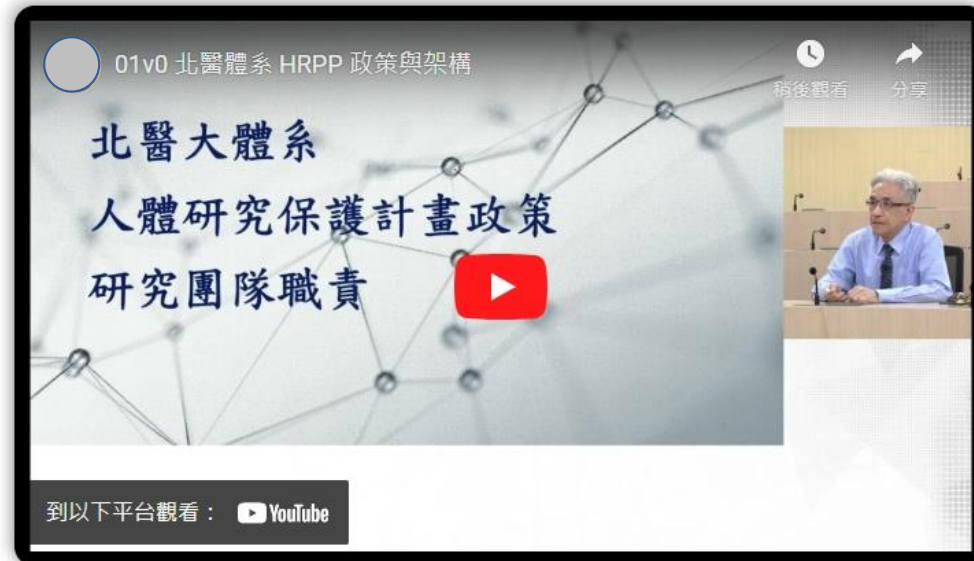 01v0 北醫體系 HRPP 政策與架構
稍後觀看 分享
北醫大體系
人體研究保護計畫政策
研究團隊職責
到以下平台觀看： YouTube